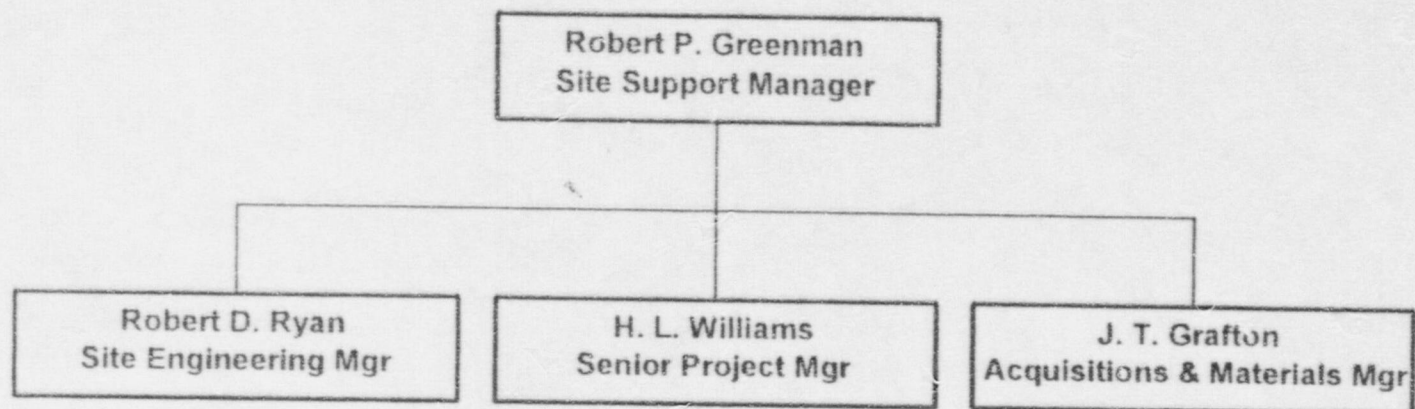 Robert P. Greenman
Site Support Manager
Robert D. Ryan
Site Engineering Mgr
H. L. Williams
Senior Project Mgr
J. T. Grafton
Acquisitions & Materials Mgr